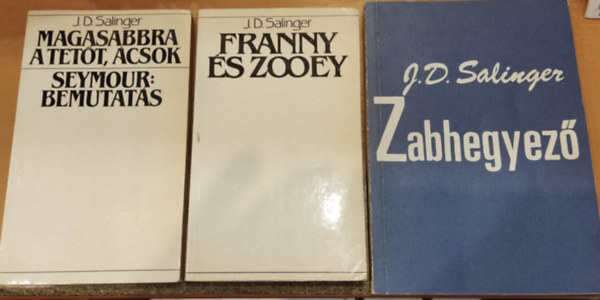 J. D. Salinger
MAGASABBRA
A TETŐT, ÁCSOK
SEYMOUR:
BEMUTATÁS
J. D. Salinger
FRANNY
ÉS ZOOEY
J. D. Salinger
Zabhegyező